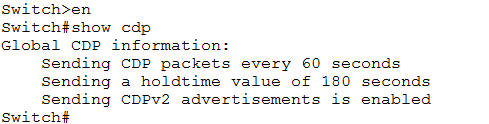 Switch>en
Switch#show cdp
Global CDP information:
    Sending CDP packets every 60 seconds
    Sending a holdtime value of 180 seconds
    Sending CDPv2 advertisements is enabled
Switch#